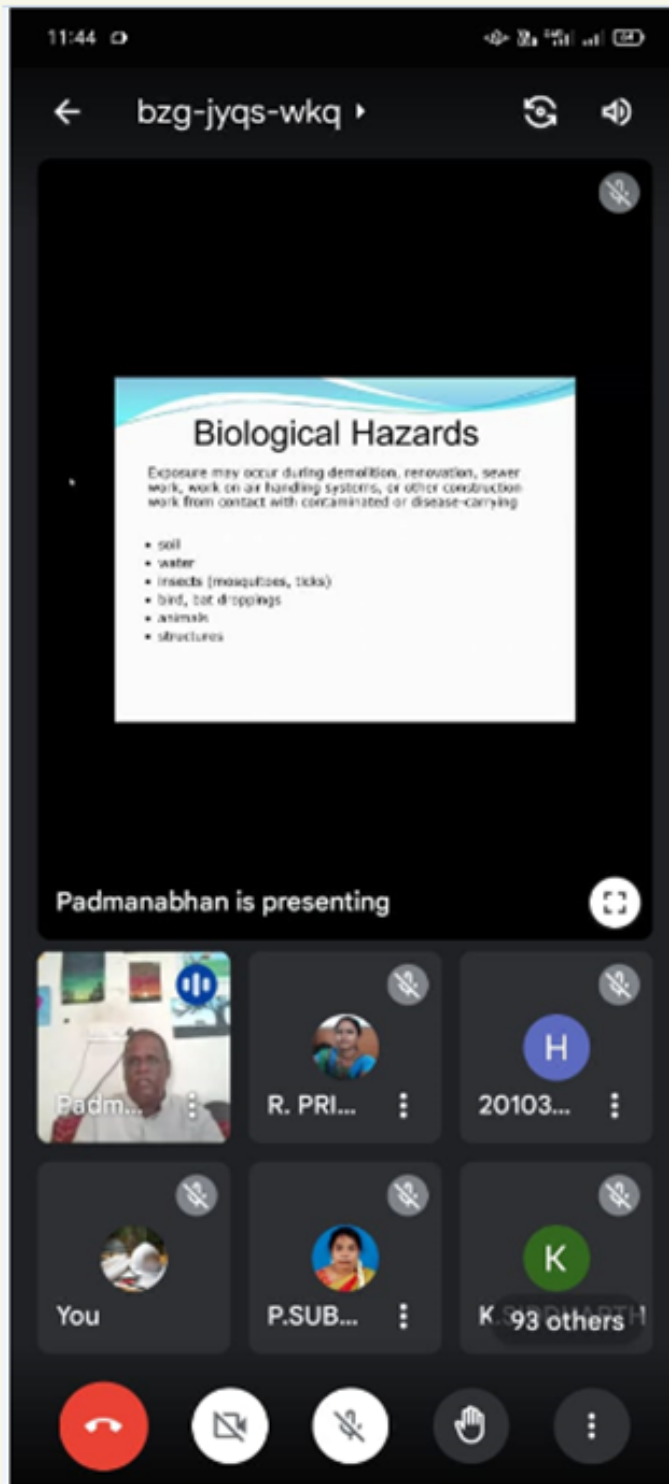 11:44
bzg-jyqs-wkq
Biological Hazards
Exposure may occur during demolition, renovation, sewer
work, work on air handling systems, or other construction
work from contact with contaminated or disease-carrying
• soil
• water
• insects (mosquitoes, ticks)
• bird, bat droppings
• animals
• structures
Padmanabhan is presenting
Padm...
R. PRI...
H
20103...
You
P.SUB...
K
K.SIDDHARTH
93 others